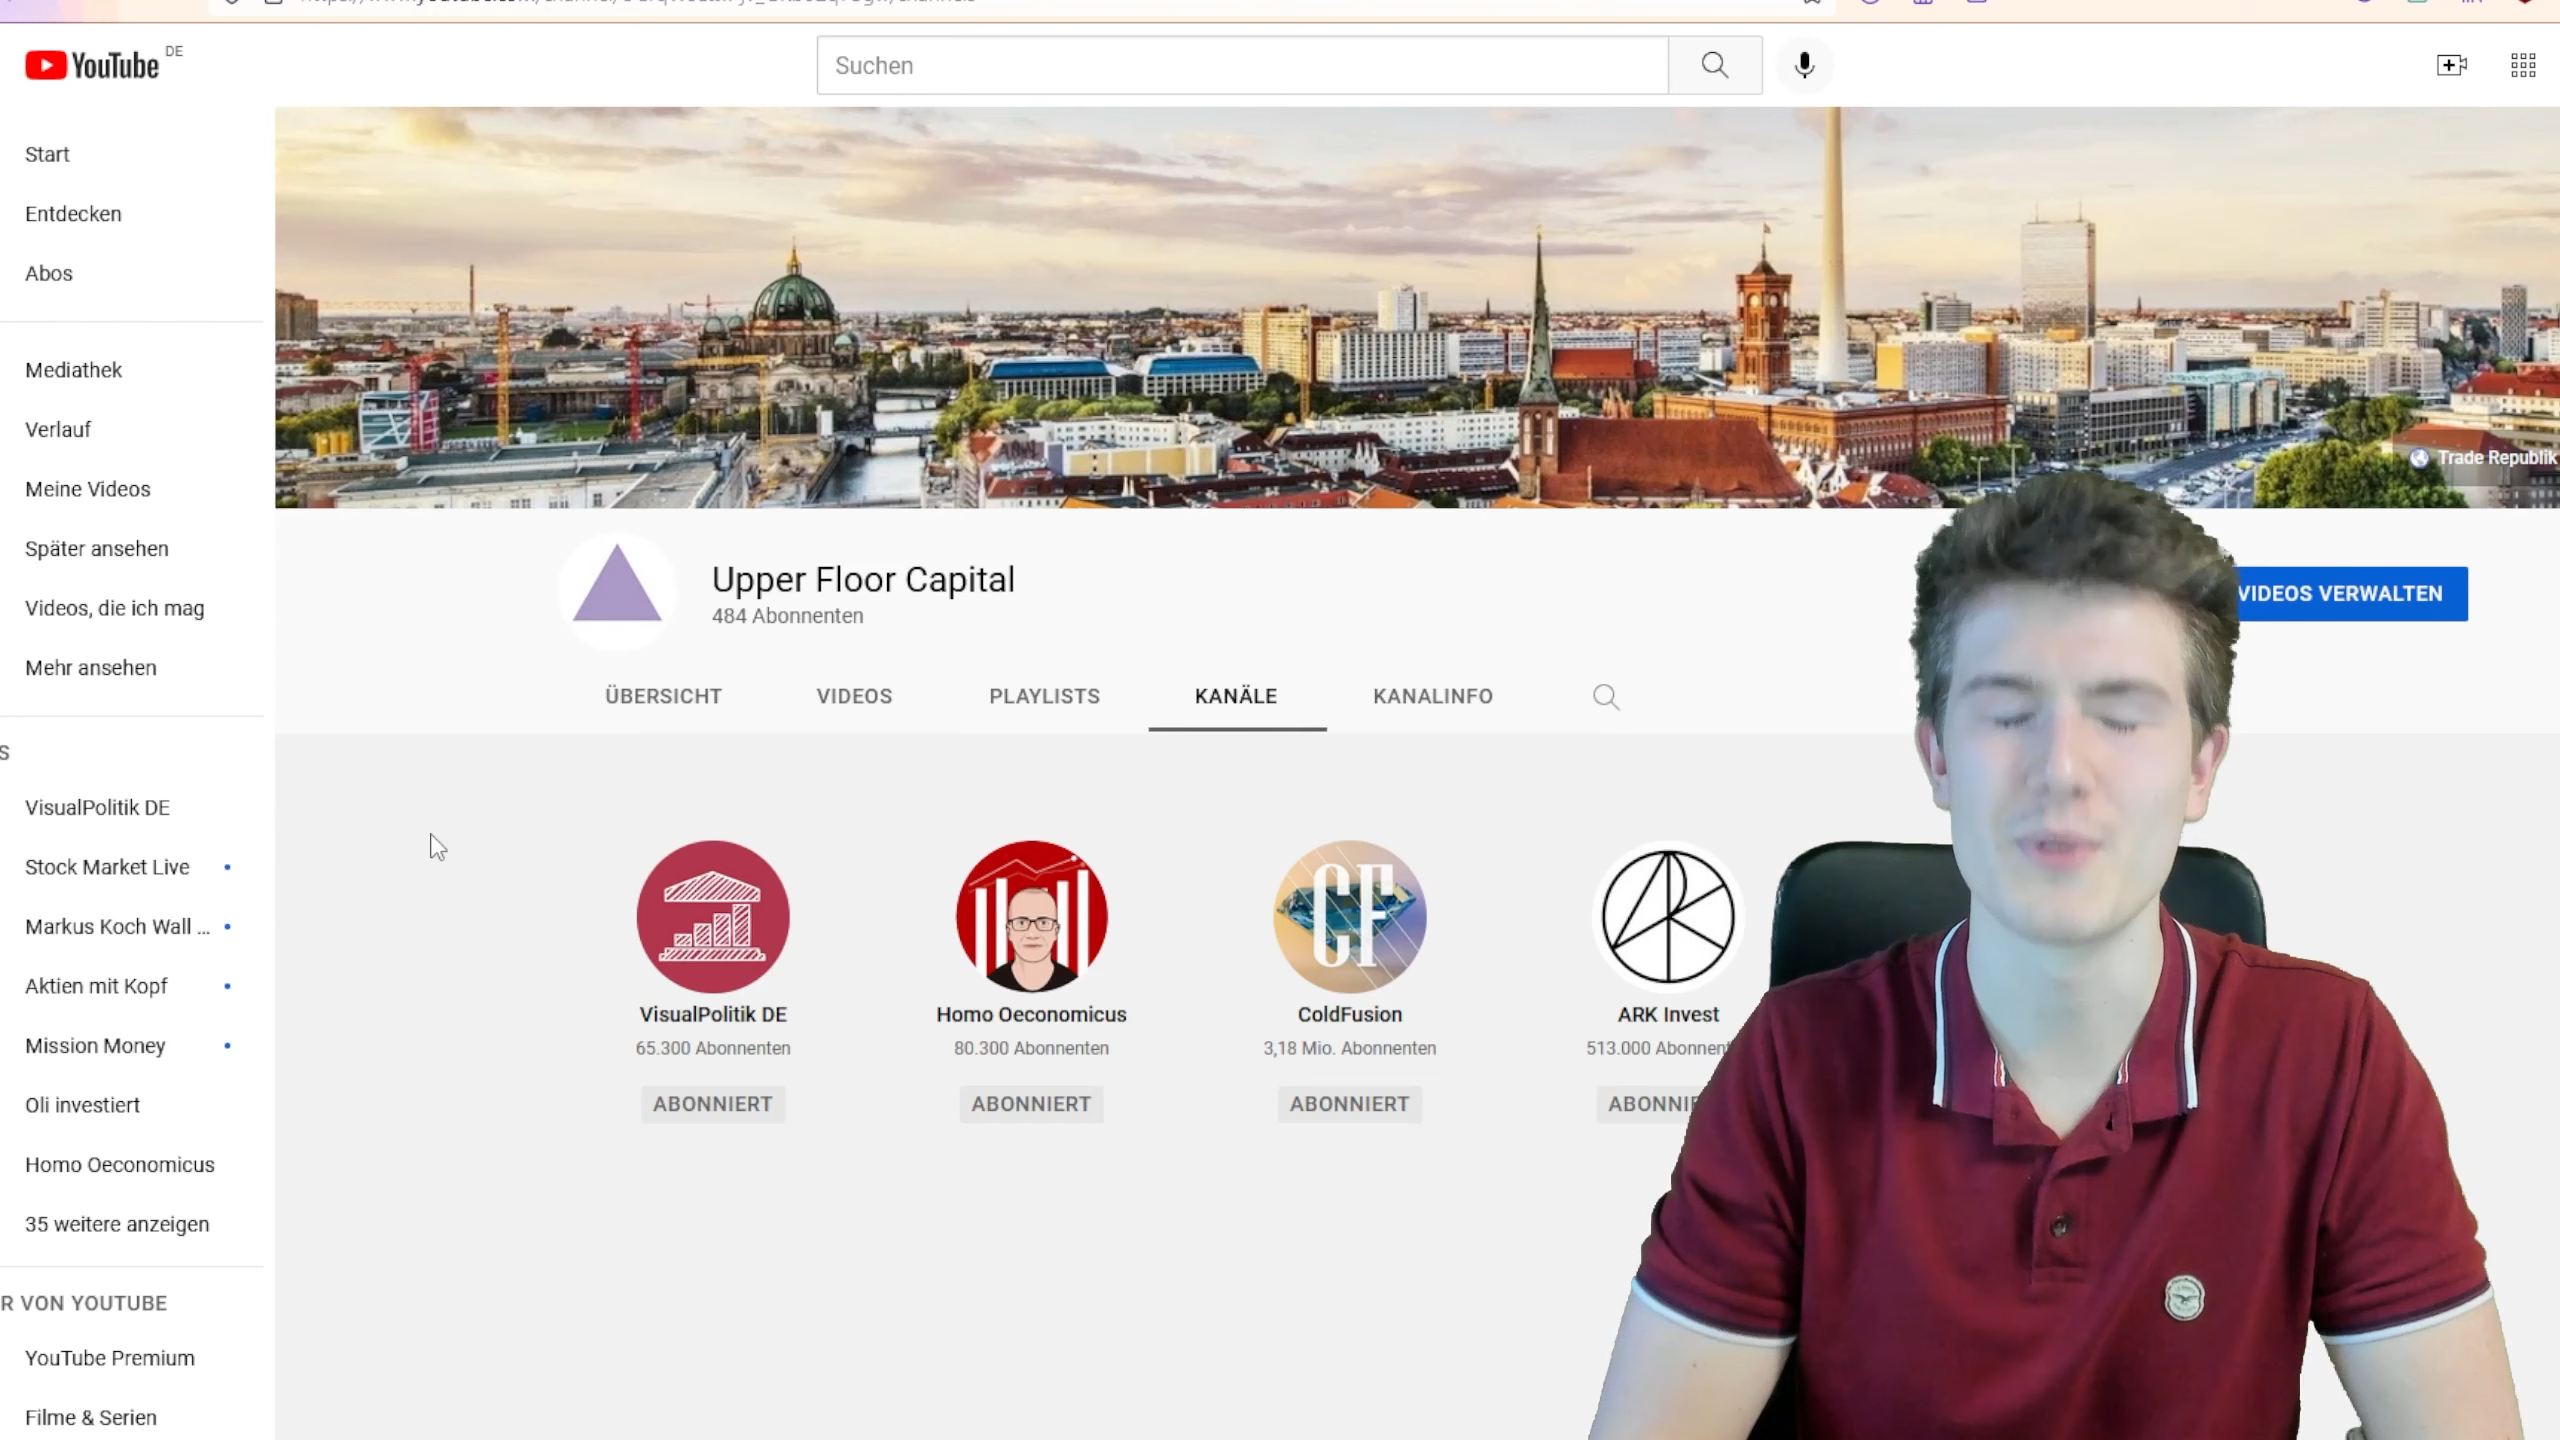 YouTube DE
Suchen
Start
Entdecken
Abos
Mediathek
Verlauf
Meine Videos
Später ansehen
Videos, die ich mag
Mehr ansehen
S
VisualPolitik DE
Stock Market Live
Markus Koch Wall ...
Aktien mit Kopf
Mission Money
Oli investiert
Homo Oeconomicus
35 weitere anzeigen
R VON YOUTUBE
YouTube Premium
Filme & Serien
Trade Republik
Upper Floor Capital
484 Abonnenten
VIDEOS VERWALTEN
ÜBERSICHT VIDEOS PLAYLISTS KANÄLE KANALINFO
CF
ARK
VisualPolitik DE Homo Oeconomicus ColdFusion ARK Invest
65.300 Abonnenten 80.300 Abonnenten 3,18 Mio. Abonnenten 513.000 Abonnent
ABONNIERT ABONNIERT ABONNIERT ABONNIE